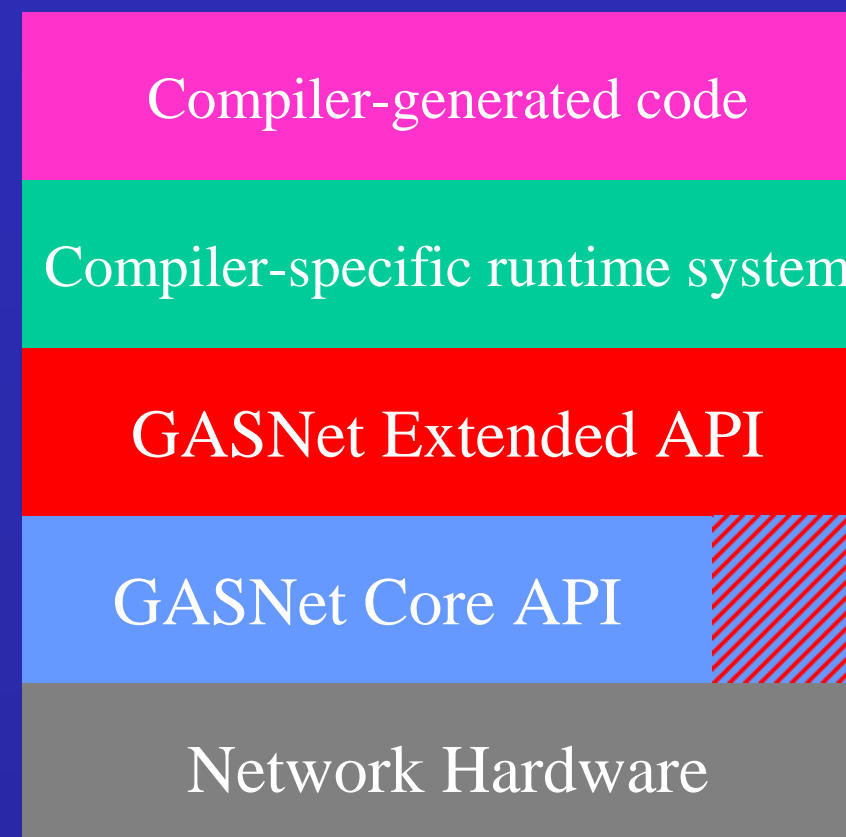 Compiler-generated code
Compiler-specific runtime system
GASNet Extended API
GASNet Core API
Network Hardware